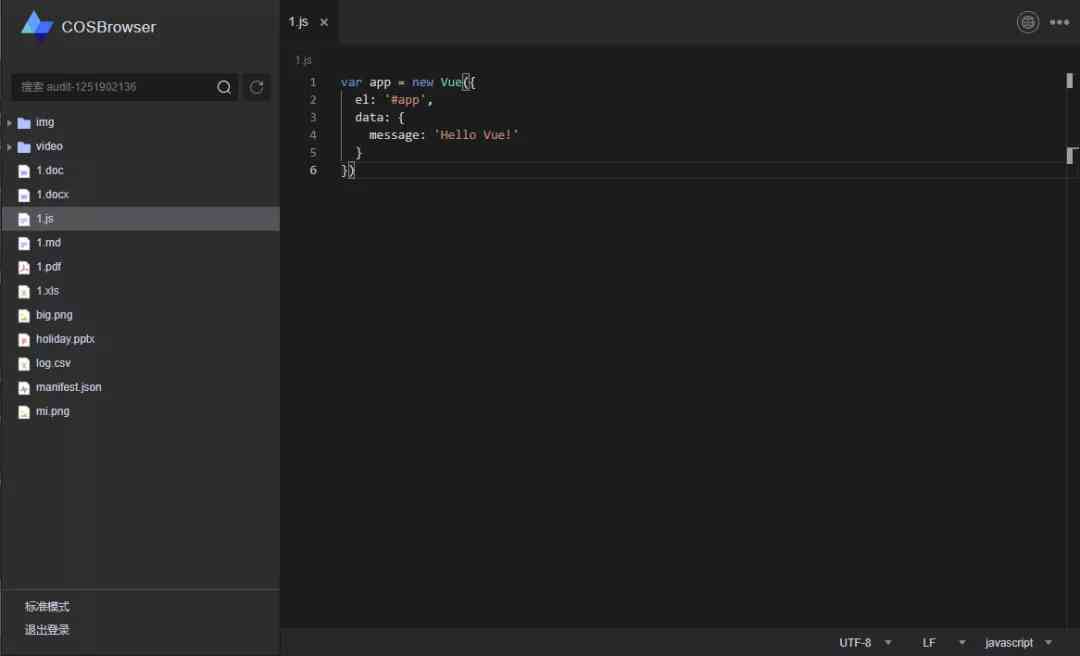 COSBrowser
搜索 audit-1251902136
img
video
1.doc
1.docx
1.js
1.md
1.pdf
1.xls
big.png
holiday.pptx
log.csv
manifest.json
mi.png
标准模式
退出登录
1.js ×
1.js
1 var app = new Vue({
2   el: '#app',
3   data: {
4     message: 'Hello Vue!'
5   }
6 })
UTF-8 LF javascript